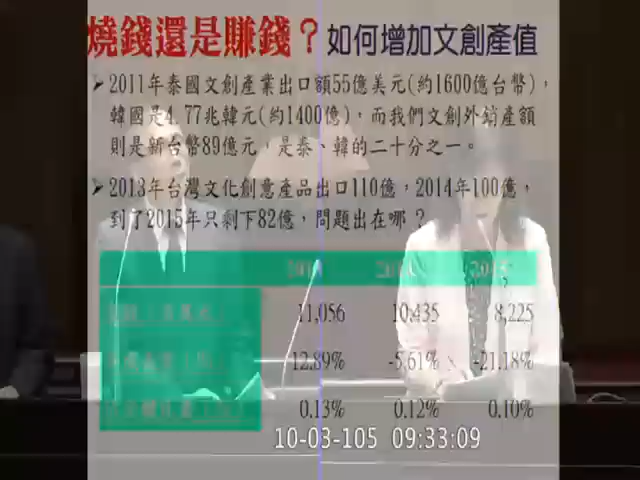 燒錢還是賺錢？如何增加文創產值
➢2011年泰國文創產業出口額55億美元(約1600億台幣)，
韓國是4.77兆韓元(約1400億)，而我們文創外銷產額
則是新台幣89億元，是泰、韓的二十分之一。
➢2013年台灣文化創意產品出口110億，2014年100億，
到了2015年只剩下82億，問題出在哪？
11,056 10,435 8,225
12.89% -5.61% -21.18%
0.13% 0.12% 0.10%
10-03-105 09:33:09